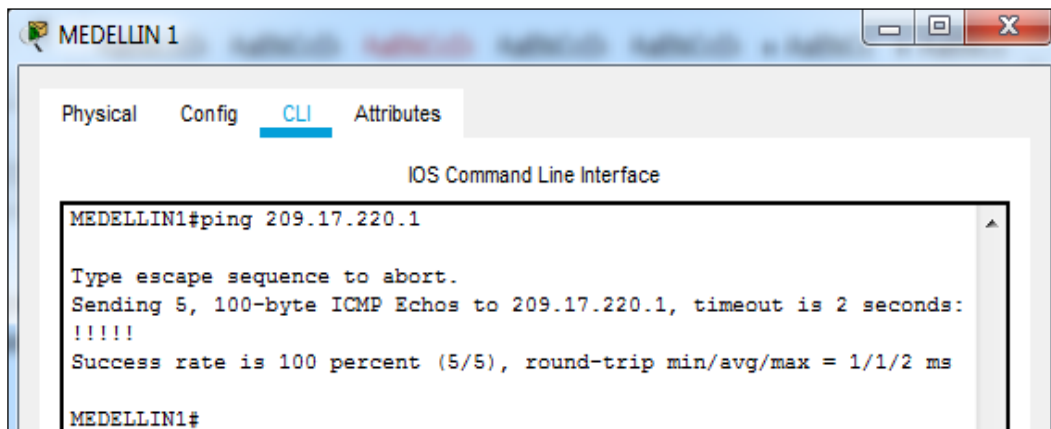 MEDELLIN 1
Physical Config CLI Attributes
IOS Command Line Interface
MEDELLIN1#ping 209.17.220.1
Type escape sequence to abort.
Sending 5, 100-byte ICMP Echos to 209.17.220.1, timeout is 2 seconds:
!!!!!
Success rate is 100 percent (5/5), round-trip min/avg/max = 1/1/2 ms
MEDELLIN1#